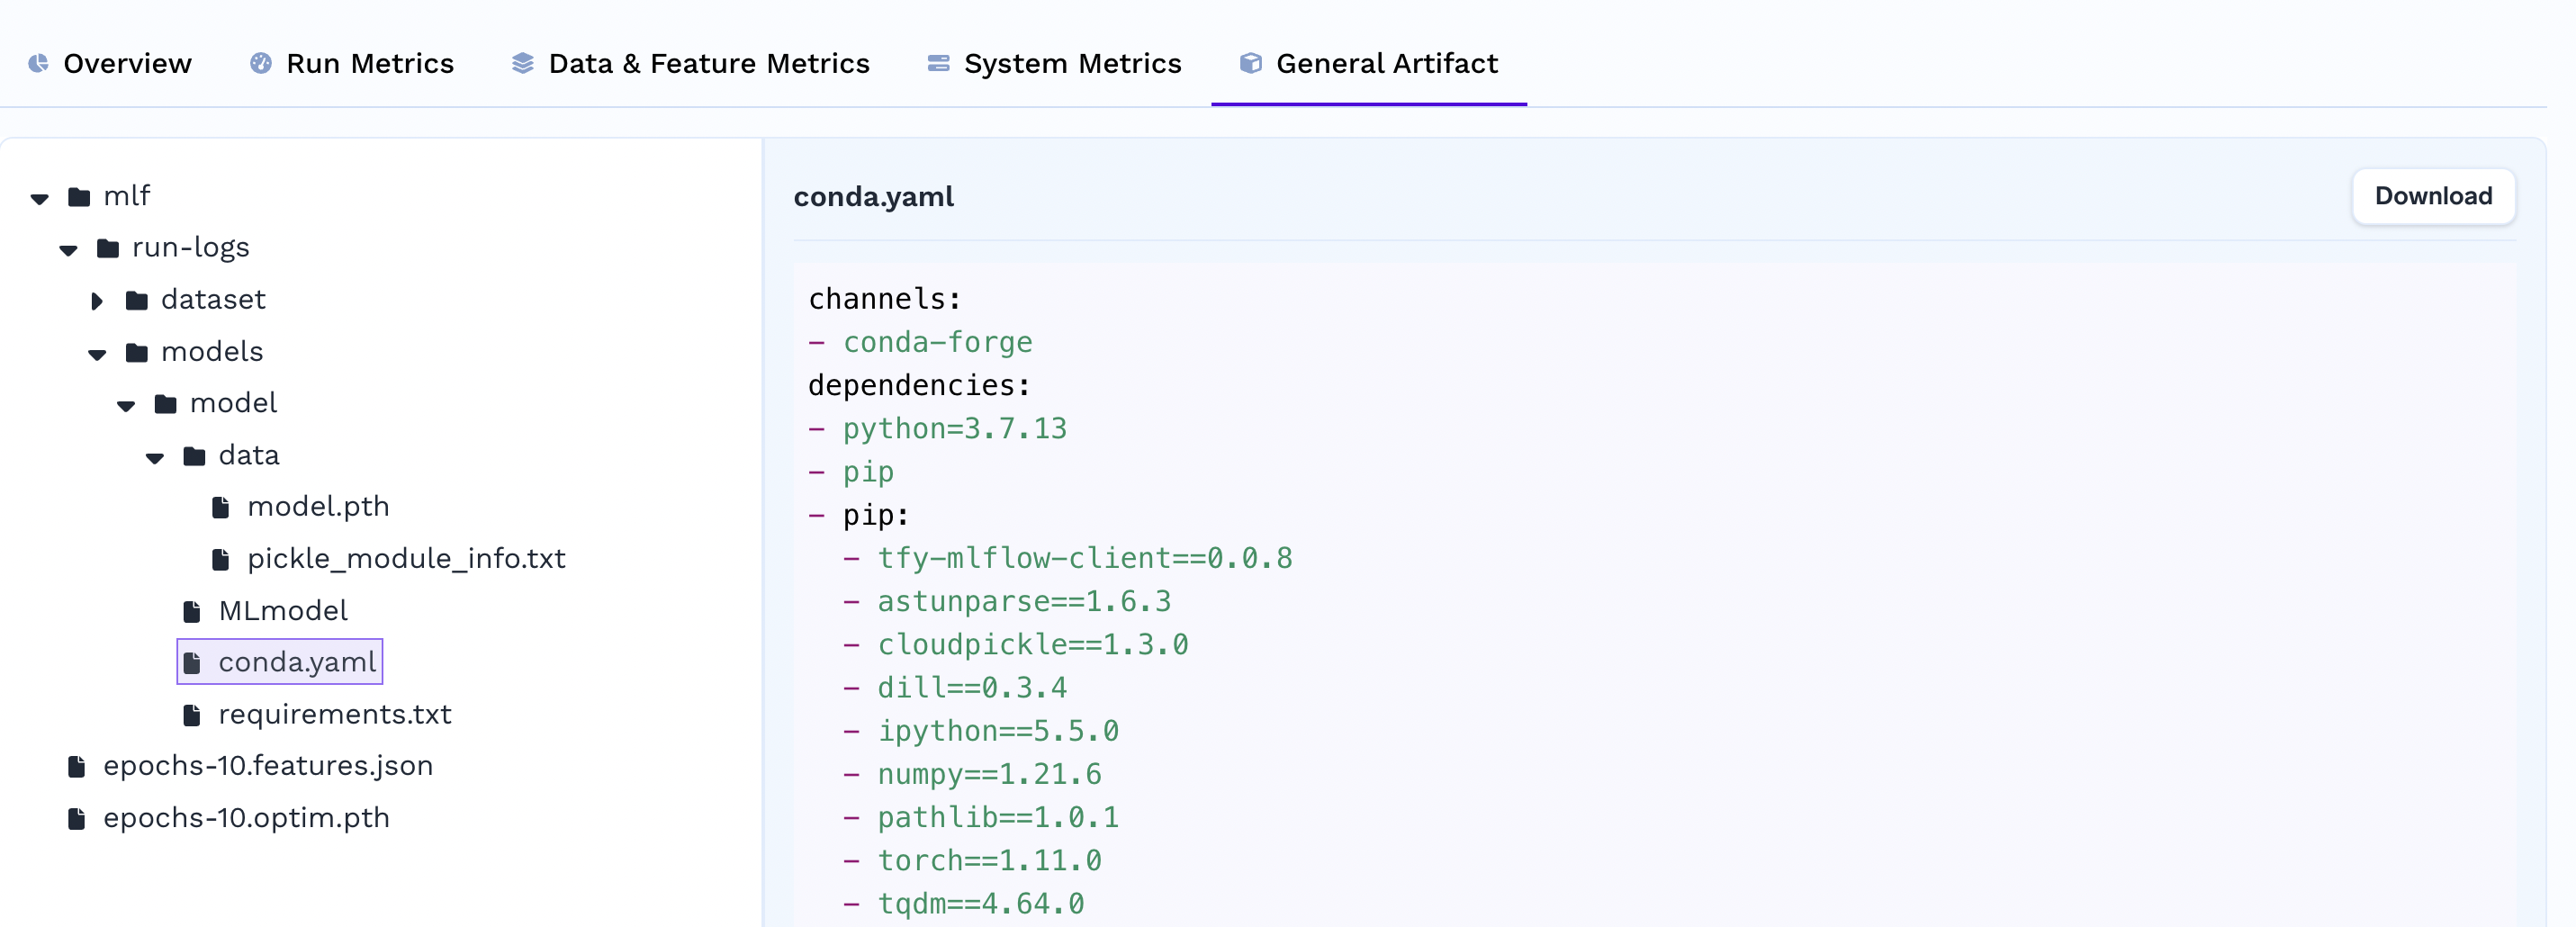 Overview Run Metrics Data & Feature Metrics System Metrics General Artifact
mlf
run-logs
dataset
models
model
data
model.pth
pickle_module_info.txt
MLmodel
conda.yaml
requirements.txt
epochs-10.features.json
epochs-10.optim.pth
conda.yaml
Download
channels:
- conda-forge
dependencies:
- python=3.7.13
- pip
- pip:
- tfy-mlflow-client==0.0.8
- astunparse==1.6.3
- cloudpickle==1.3.0
- dill==0.3.4
- ipython==5.5.0
- numpy==1.21.6
- pathlib==1.0.1
- torch==1.11.0
- tqdm==4.64.0